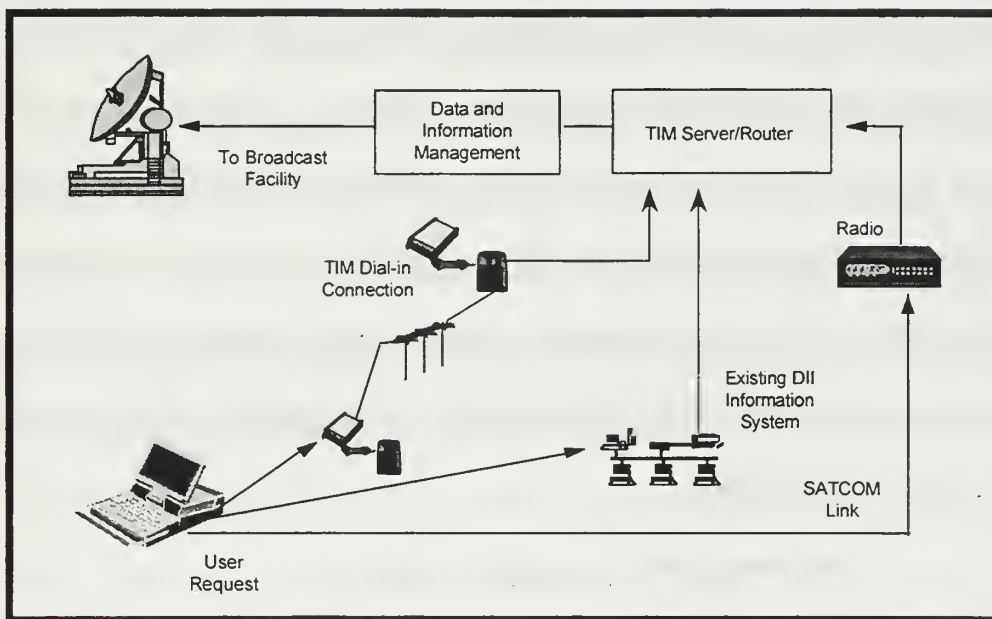 Data and
Information
Management
TIM Server/Router
To Broadcast
Facility
Radio
TIM Dial-in
Connection
Existing DII
Information
System
SATCOM
Link
User
Request